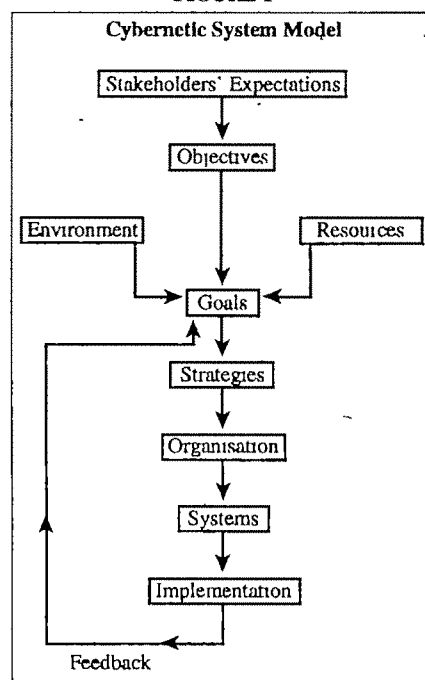 Cybernetic System Model
Stakeholders' Expectations
Objectives
Environment
Resources
Goals
Strategies
Organisation
Systems
Implementation
Feedback